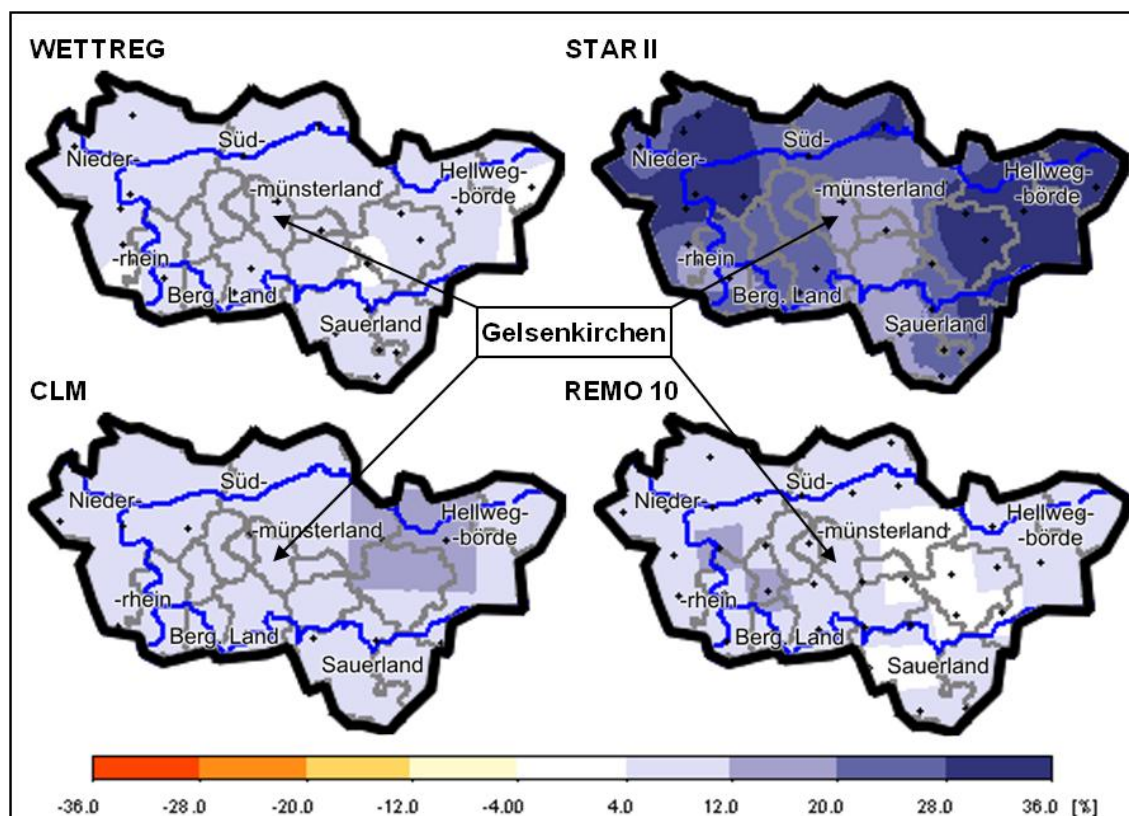 WETTREG
Süd-
Nieder-
Hellweg-
-börde
-münsterland
-rhein
Berg. Land
Sauerland
STAR II
Süd-
Nieder-
Hellweg-
-börde
-münsterland
-rhein
Berg. Land
Sauerland
Gelsenkirchen
CLM
Süd-
Nieder-
Hellweg-
-börde
-münsterland
-rhein
Berg. Land
Sauerland
REMO 10
Süd-
Nieder-
Hellweg-
-börde
-münsterland
-rhein
Berg. Land
Sauerland
-36.0 -28.0 -20.0 -12.0 -4.00 4.0 12.0 20.0 28.0 36.0 [%]